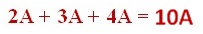 2A + 3A + 4A = 10A